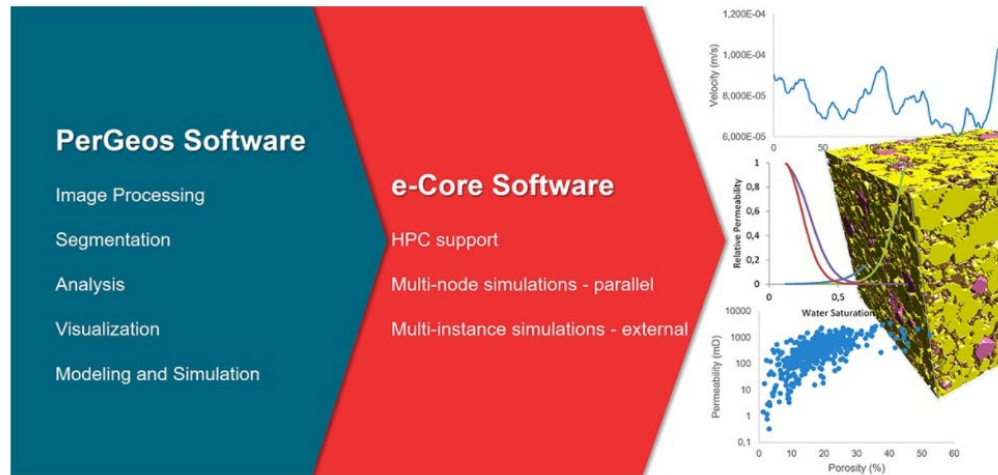 PerGeos Software
Image Processing
Segmentation
Analysis
Visualization
Modeling and Simulation
e-Core Software
HPC support
Multi-node simulations - parallel
Multi-instance simulations - external
1,200E-04
1,000E-04
8,000E-05
6,000E-05
Velocity (m/s)
0 50
150
1
0,8
0,6
0,4
0,2
0
Relative Permeability
0 0,5
Water Saturation
10000
1000
100
10
1
0,1
Permeability (mD)
0 10 20 30 40 50 60
Porosity (%)